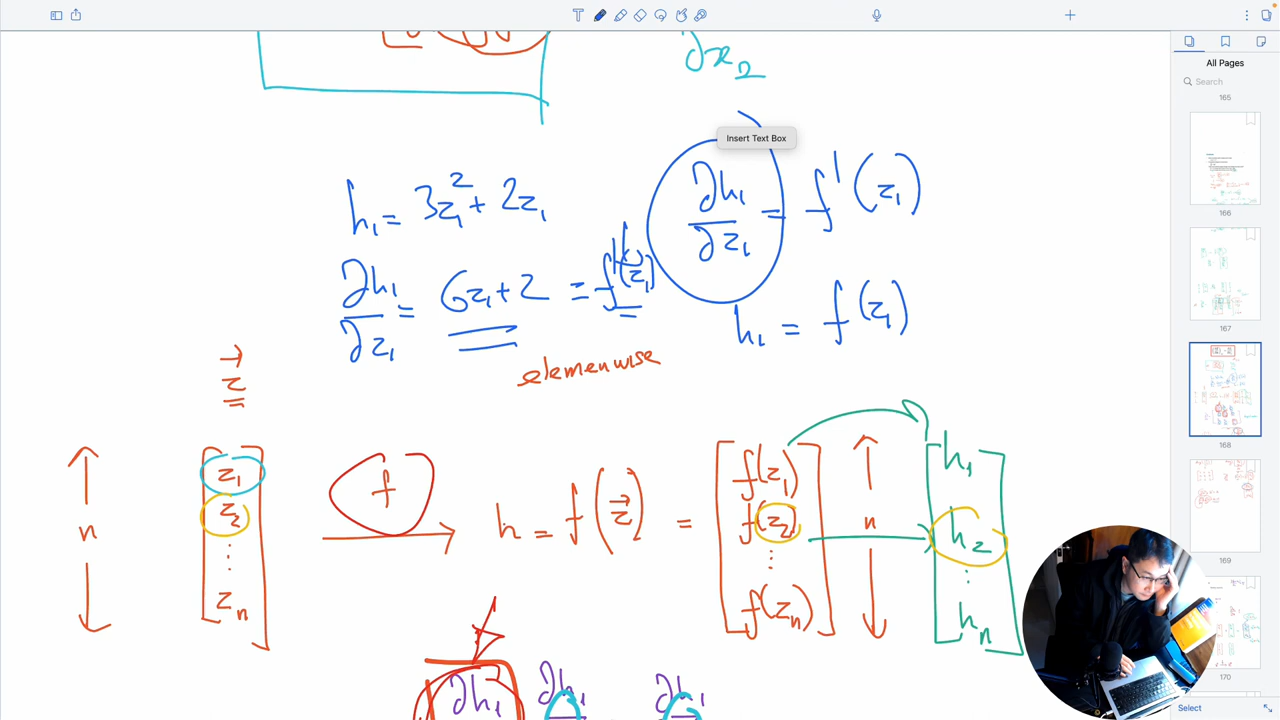 All Pages
Search
165
∂x₂
Insert Text Box
h₁ = 3z₁² + 2z₁
∂h₁/∂z₁ = f'(z₁)
∂h₁/∂z₁ = 6z₁+2 = f'(z₁)
h₁ = f(z₁)
elemenwise
z⃗
n
z₁
z₂
⋮
zₙ
f
h = f(z⃗) =
f(z₁)
f(z₂)
⋮
f(zₙ)
n
h₁
h₂
⋮
hₙ
∂h₁ ∂h₁ ∂h₁
166
167
168
169
170
Select